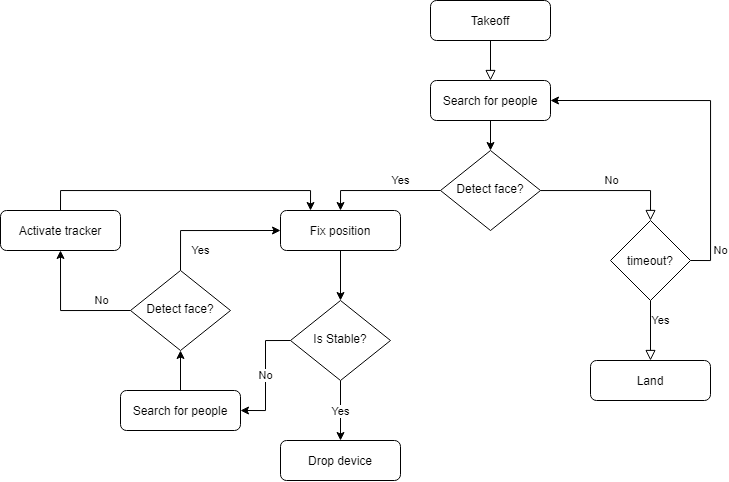 Takeoff
Search for people
Detect face?
Yes
No
Activate tracker
Fix position
Yes
timeout?
No
No
Detect face?
Is Stable?
Yes
No
Land
Search for people
Yes
Drop device